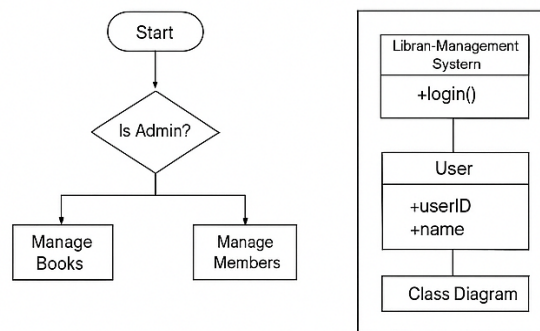 Start
Is Admin?
Manage
Books
Manage
Members
Libran-Management
Systern
+login()
User
+userID
+name
Class Diagram